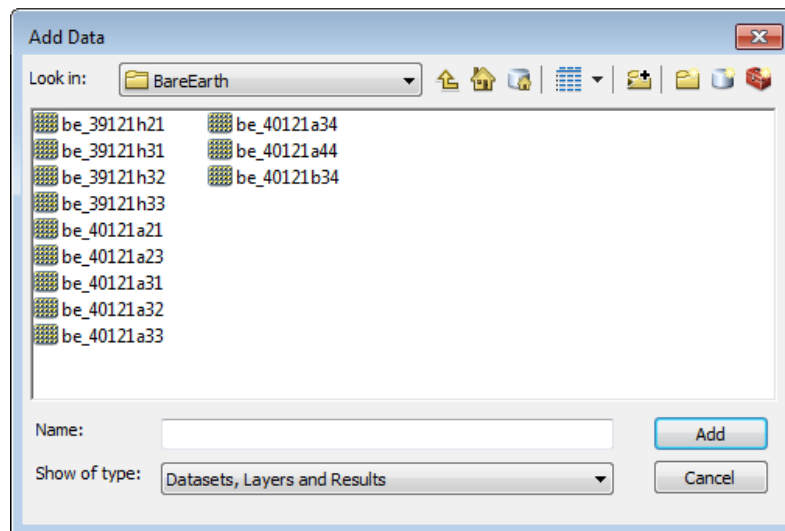 Add Data
Look in: BareEarth
be_39121h21 be_40121a34
be_39121h31 be_40121a44
be_39121h32 be_40121b34
be_39121h33
be_40121a21
be_40121a23
be_40121a31
be_40121a32
be_40121a33
Name: Add
Show of type: Datasets, Layers and Results Cancel